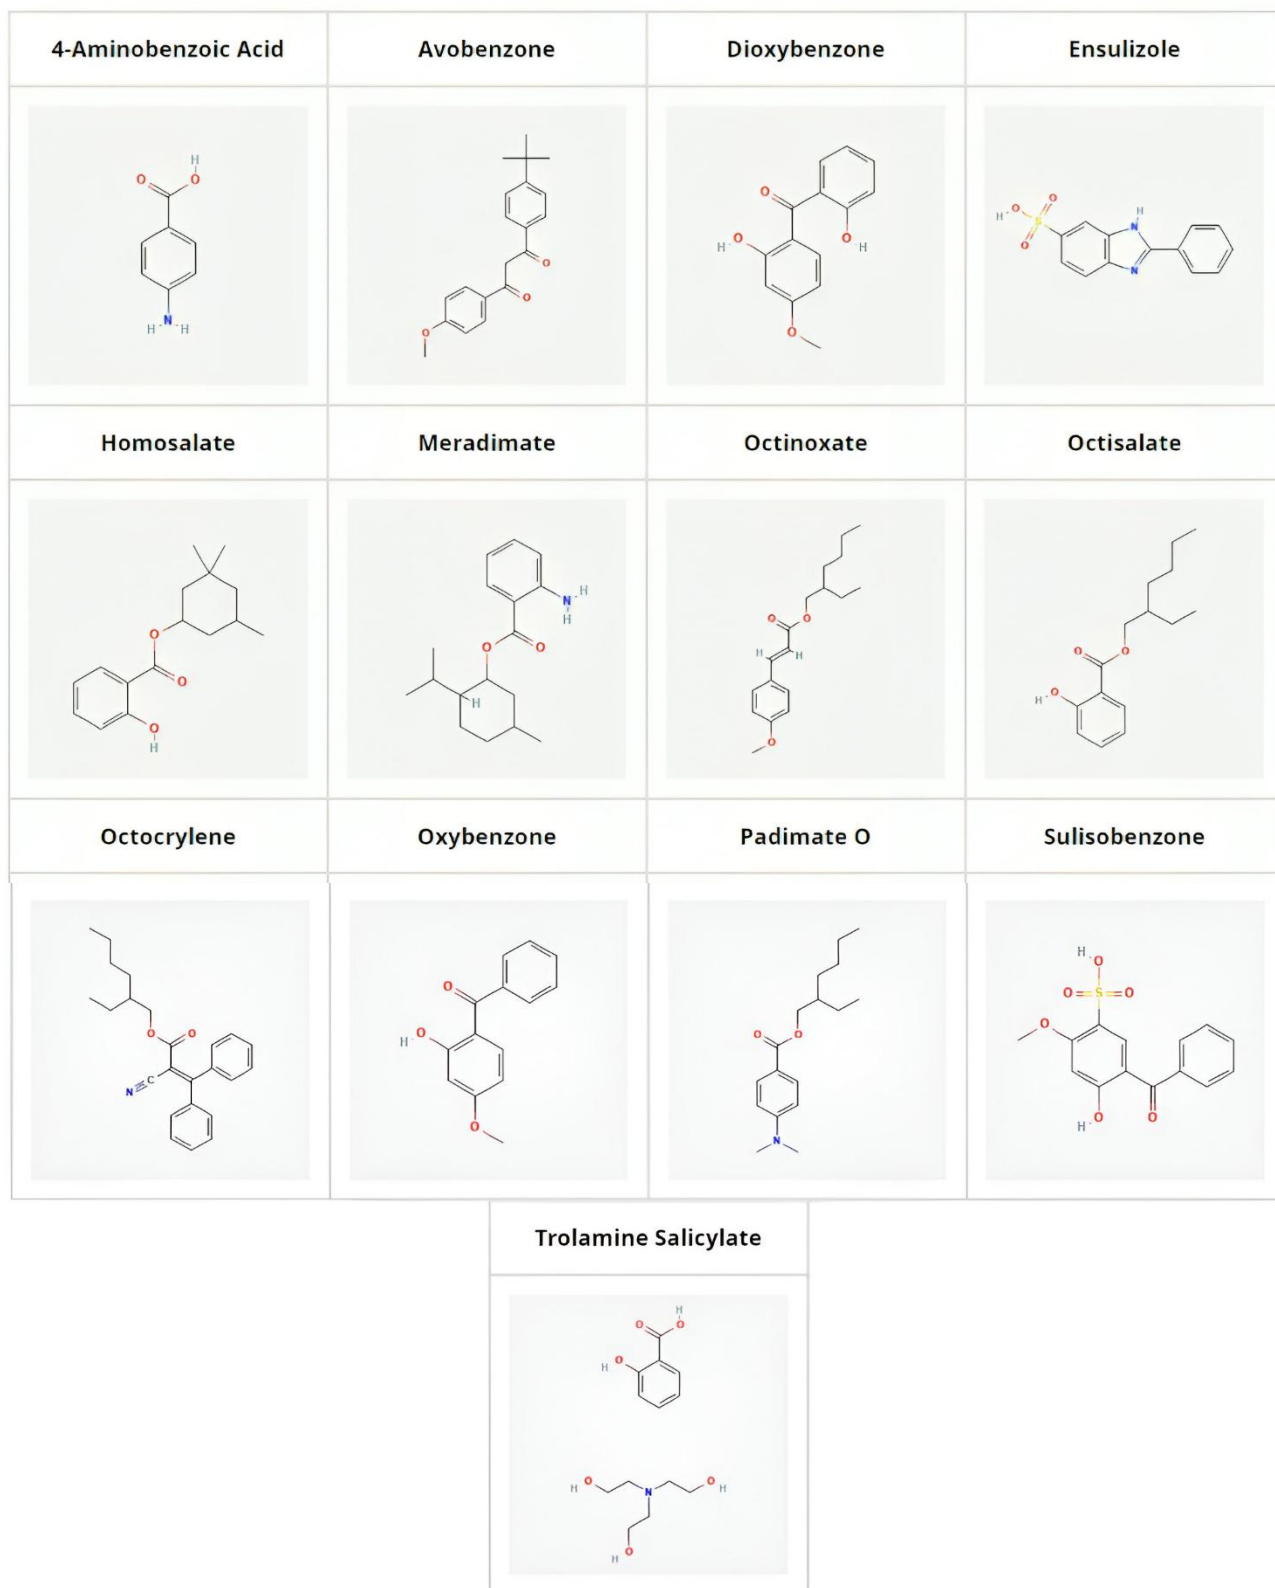 4-Aminobenzoic Acid
Avobenzone
Dioxybenzone
Ensulizole
H
O
O
H N H
O
O
O
O
H O
O H
O
H O O
S
O
H
N
N
Homosalate
Meradimate
Octinoxate
Octisalate
O
O
O
H
N H
H
O
O
H
O
O
H
H
O
O
O
H O
Octocrylene
Oxybenzone
Padimate O
Sulisobenzone
O O
N C
O
H O
O
O
O
N
H O
O S O
O
H O
O
Trolamine Salicylate
H
O O
H O
H O
N
O H
O
H